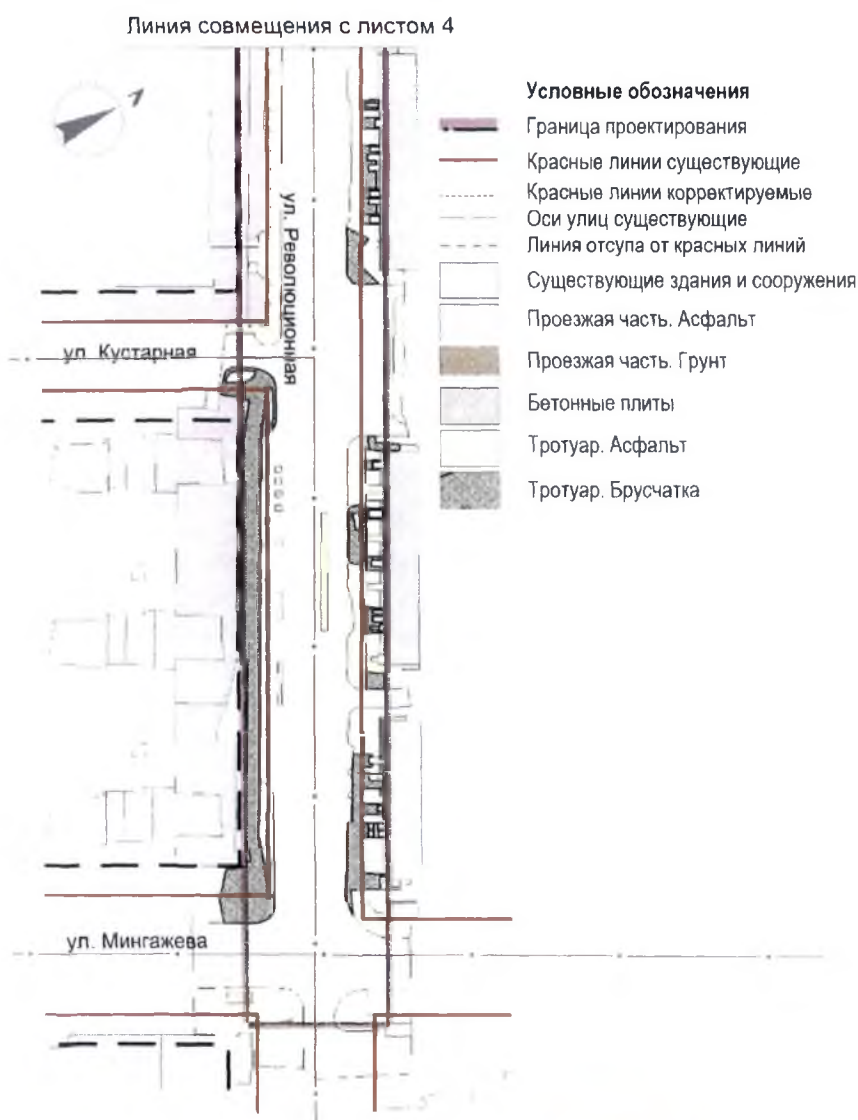 Линия совмещения с листом 4
Условные обозначения
Граница проектирования
Красные линии существующие
Красные линии корректируемые
Оси улиц существующие
Линия отсупа от красных линий
Существующие здания и сооружения
Проезжая часть. Асфальт
Проезжая часть. Грунт
Бетонные плиты
Тротуар. Асфальт
Тротуар. Брусчатка
ул. Революционная
ул. Кустарная
ул. Мингажева